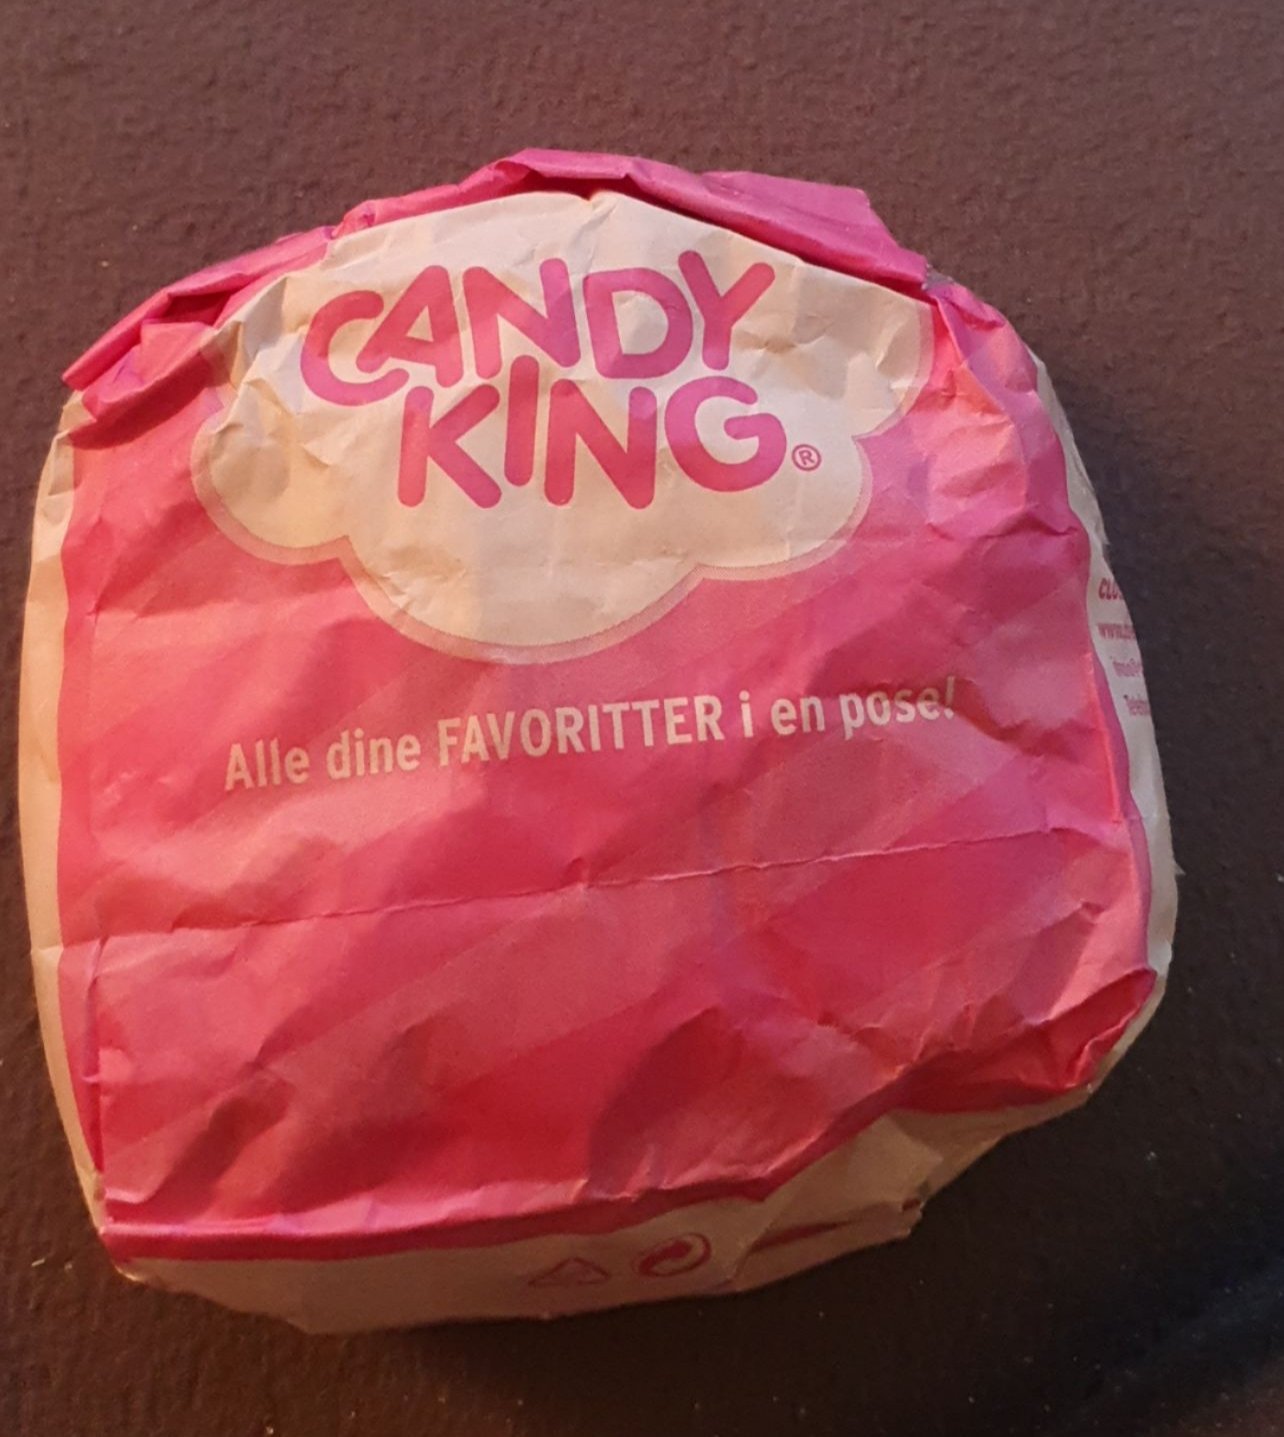 CANDY
KING®
Alle dine FAVORITTER i en pose!